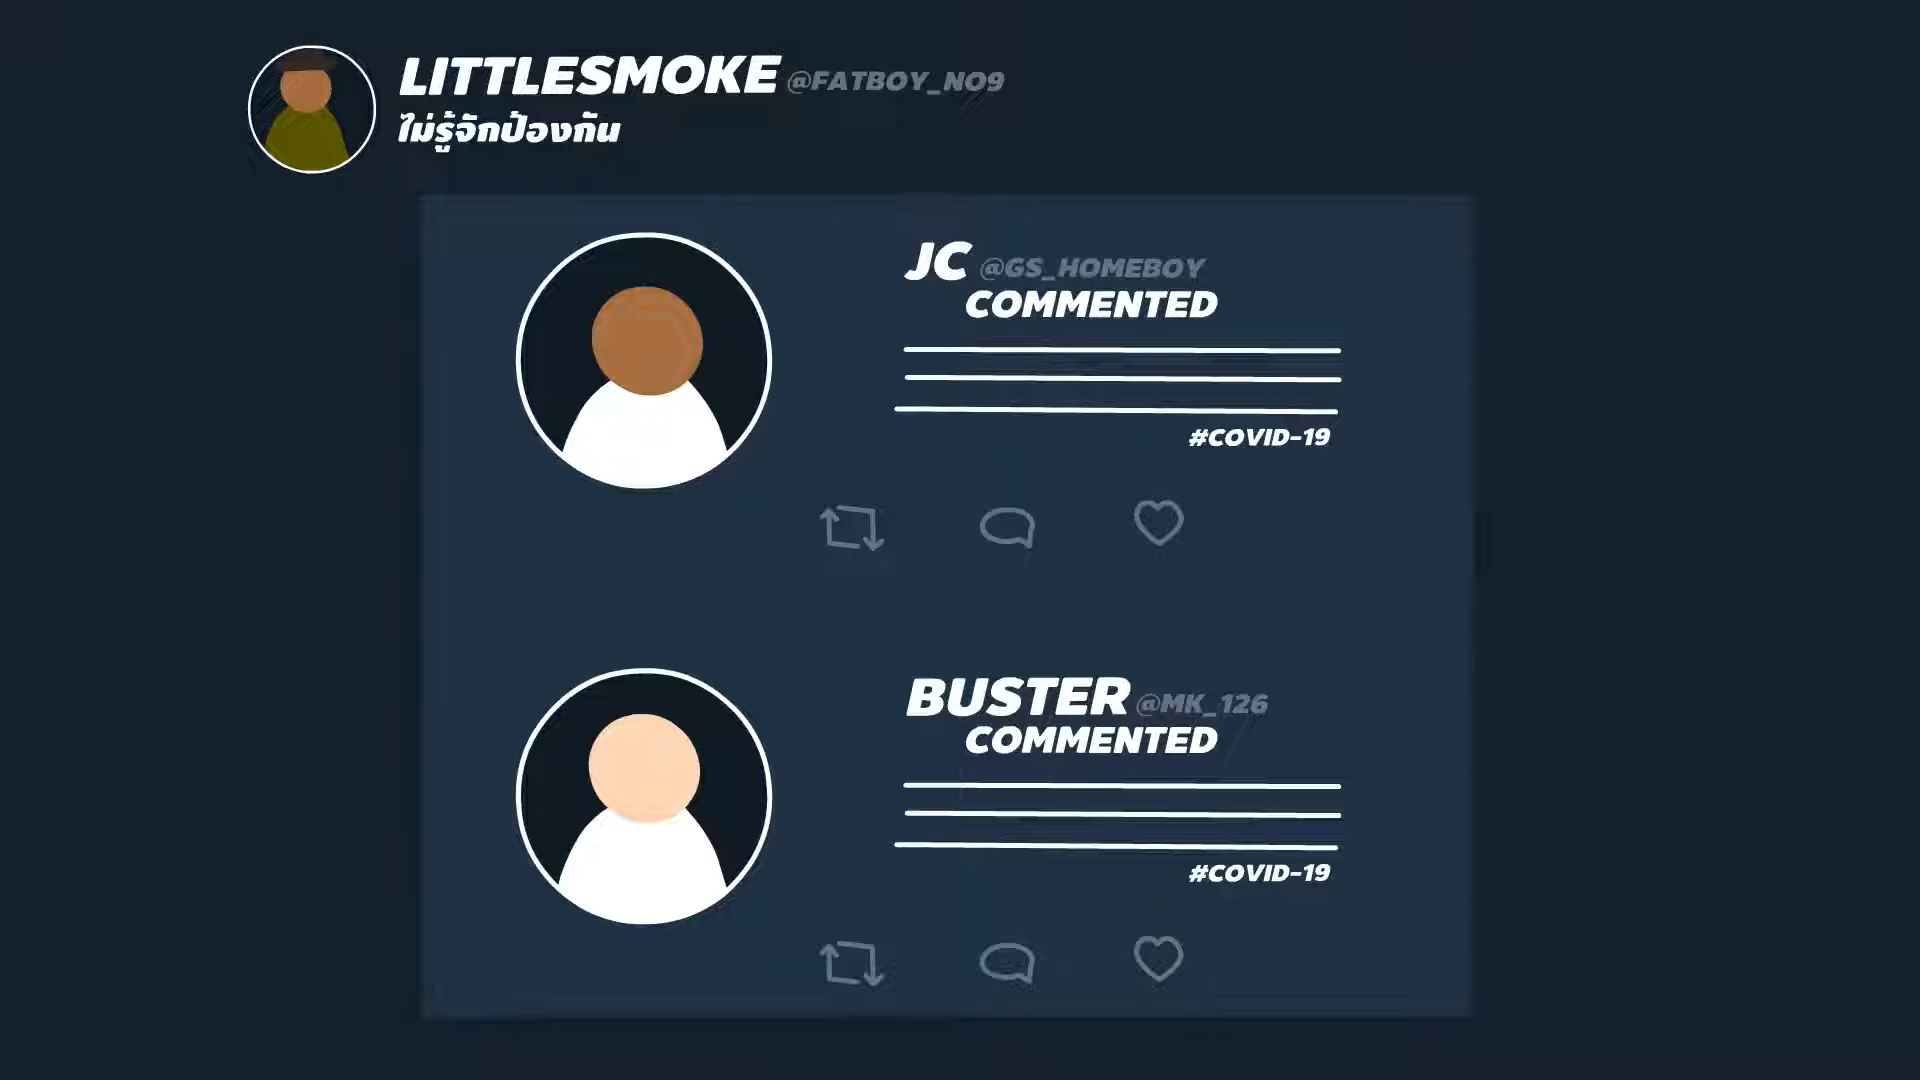 LITTLESMOKE @FATBOY_NO9
ไม่รู้จักป้องกัน
JC @GS_HOMEBOY
COMMENTED
#COVID-19
BUSTER @MK_126
COMMENTED
#COVID-19